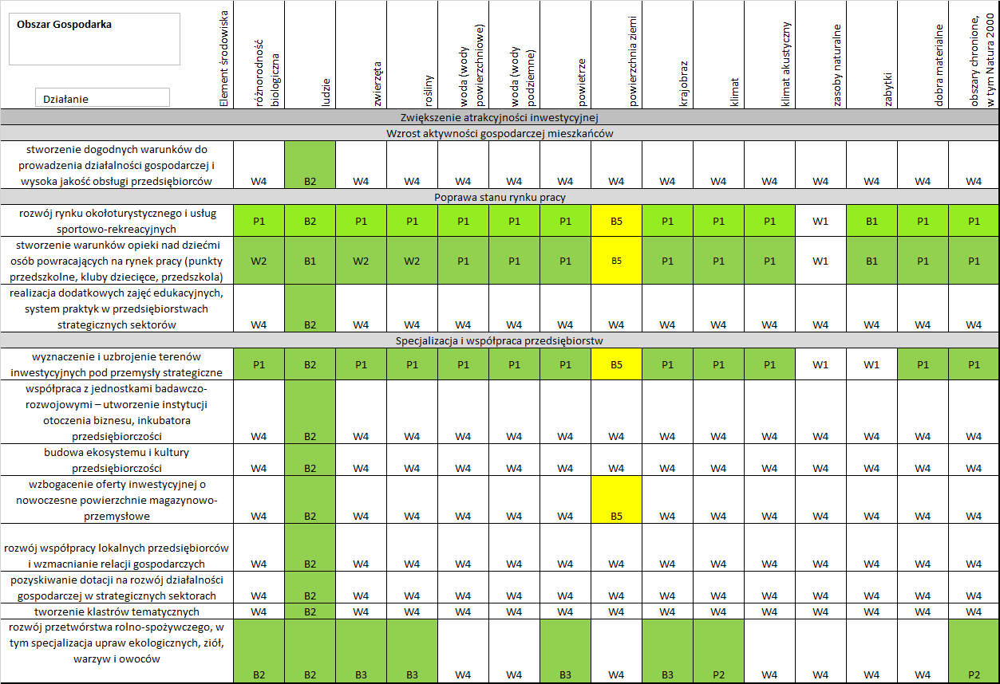 Obszar Gospodarka
Działanie
Element środowiska
różnorodność
biologiczna
ludzie
zwierzęta
rośliny
woda (wody
powierzchniowe)
woda (wody
podziemne)
powietrze
powierzchnia ziemi
krajobraz
klimat
klimat akustyczny
zasoby naturalne
zabytki
dobra materialne
obszary chronione,
w tym Natura 2000
Zwiększenie atrakcyjności inwestycyjnej
Wzrost aktywności gospodarczej mieszkańców
stworzenie dogodnych warunków do
prowadzenia działalności gospodarczej i
wysoka jakość obsługi przedsiębiorców
W4 B2 W4 W4 W4 W4 W4 W4 W4 W4 W4 W4 W4 W4 W4
Poprawa stanu rynku pracy
rozwój rynku okołoturystycznego i usług
sportowo-rekreacyjnych
P1 B2 P1 P1 P1 P1 P1 B5 P1 P1 P1 W1 B1 P1 P1
stworzenie warunków opieki nad dziećmi
osób powracających na rynek pracy (punkty
przedszkolne, kluby dziecięce, przedszkola)
W2 B1 W2 W2 P1 P1 P1 B5 P1 P1 P1 W1 B1 P1 P1
realizacja dodatkowych zajęć edukacyjnych,
system praktyk w przedsiębiorstwach
strategicznych sektorów
W4 B2 W4 W4 W4 W4 W4 W4 W4 W4 W4 W4 W4 W4 W4
Specjalizacja i współpraca przedsiębiorstw
wyznaczenie i uzbrojenie terenów
inwestycyjnych pod przemysły strategiczne
P1 B2 P1 P1 P1 P1 P1 B5 P1 P1 P1 W1 W1 P1 P1
współpraca z jednostkami badawczo-
rozwojowymi – utworzenie instytucji
otoczenia biznesu, inkubatora
przedsiębiorczości
W4 B2 W4 W4 W4 W4 W4 W4 W4 W4 W4 W4 W4 W4 W4
budowa ekosystemu i kultury
przedsiębiorczości
W4 B2 W4 W4 W4 W4 W4 W4 W4 W4 W4 W4 W4 W4 W4
wzbogacenie oferty inwestycyjnej o
nowoczesne powierzchnie magazynowo-
przemysłowe
W4 B2 W4 W4 W4 W4 W4 B5 W4 W4 W4 W4 W4 W4 W4
rozwój współpracy lokalnych przedsiębiorców
i wzmacnianie relacji gospodarczych
W4 B2 W4 W4 W4 W4 W4 W4 W4 W4 W4 W4 W4 W4 W4
pozyskiwanie dotacji na rozwój działalności
gospodarczej w strategicznych sektorach
W4 B2 W4 W4 W4 W4 W4 W4 W4 W4 W4 W4 W4 W4 W4
tworzenie klastrów tematycznych
W4 B2 W4 W4 W4 W4 W4 W4 W4 W4 W4 W4 W4 W4 W4
rozwój przetwórstwa rolno-spożywczego, w
tym specjalizacja upraw ekologicznych, ziół,
warzyw i owoców
B2 B2 B3 B3 W4 W4 B3 W4 B3 P2 W4 W4 W4 W4 P2